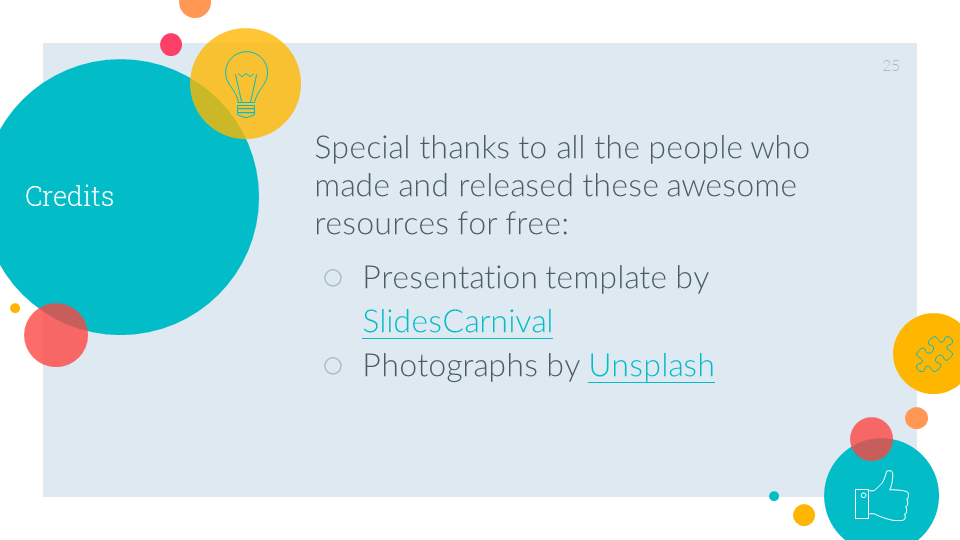 25
Credits
Special thanks to all the people who
made and released these awesome
resources for free:
Presentation template by
SlidesCarnival
Photographs by Unsplash